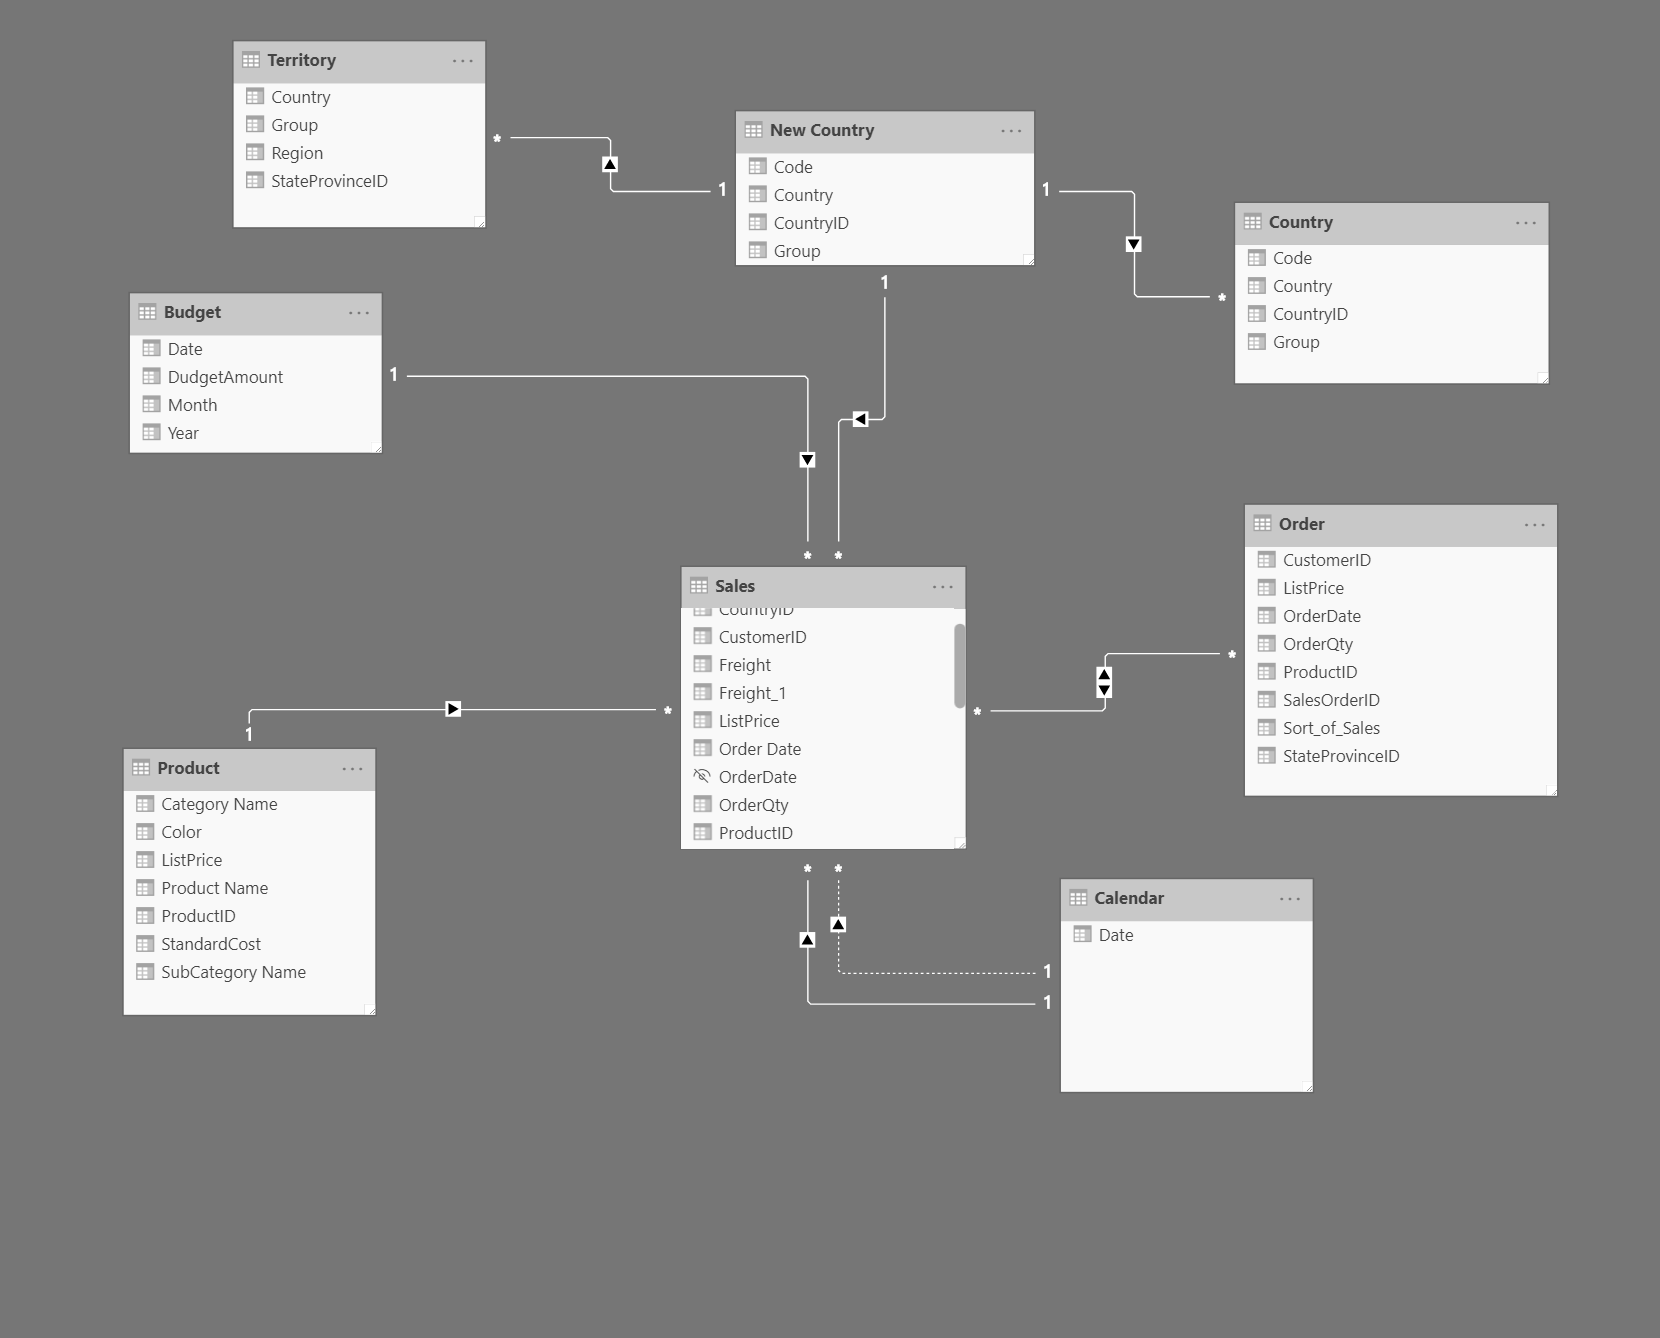 Territory
Country
Group
Region
StateProvinceID
New Country
Code
Country
CountryID
Group
Country
Code
Country
CountryID
Group
Budget
Date
DudgetAmount
Month
Year
Order
CustomerID
ListPrice
OrderDate
OrderQty
ProductID
SalesOrderID
Sort_of_Sales
StateProvinceID
Sales
CountryID
CustomerID
Freight
Freight_1
ListPrice
Order Date
OrderDate
OrderQty
ProductID
Product
Category Name
Color
ListPrice
Product Name
ProductID
StandardCost
SubCategory Name
Calendar
Date
* 1
1 *
1
1
* *
* *
1 *
* *
1
1